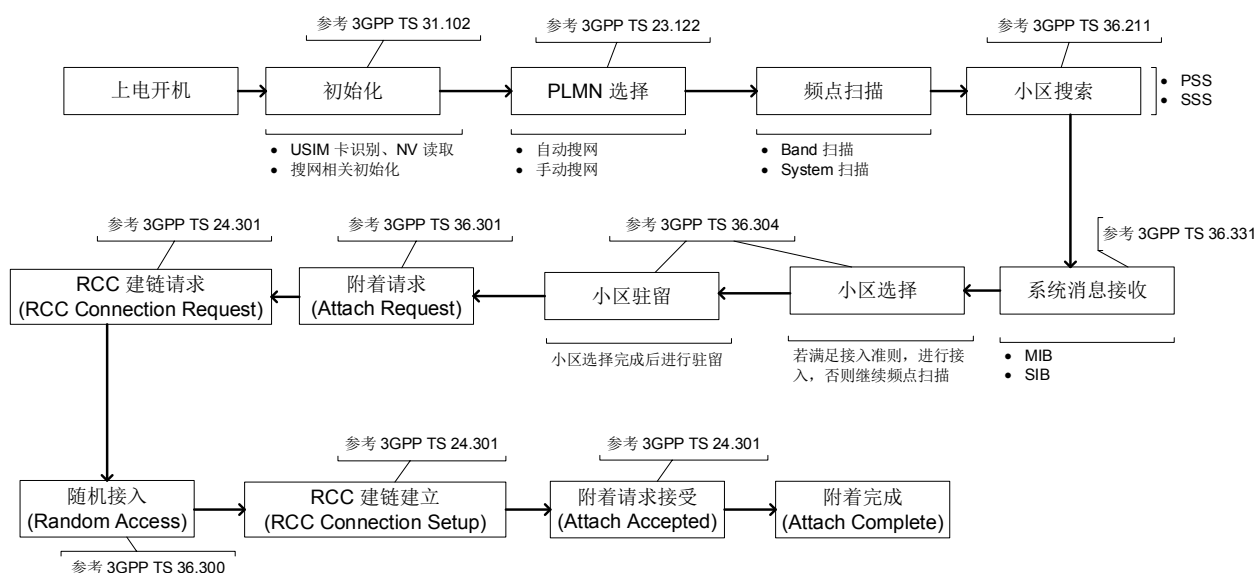 参考 3GPP TS 31.102
参考 3GPP TS 23.122
参考 3GPP TS 36.211
上电开机
初始化
PLMN 选择
频点扫描
小区搜索
• PSS
• SSS
• USIM 卡识别、NV 读取
• 搜网相关初始化
• 自动搜网
• 手动搜网
• Band 扫描
• System 扫描
参考 3GPP TS 24.301
参考 3GPP TS 36.301
参考 3GPP TS 36.304
参考 3GPP TS 36.331
RCC 建链请求
(RCC Connection Request)
附着请求
(Attach Request)
小区驻留
小区选择
系统消息接收
小区选择完成后进行驻留
若满足接入准则，进行接
入，否则继续频点扫描
• MIB
• SIB
参考 3GPP TS 24.301
参考 3GPP TS 24.301
随机接入
(Random Access)
RCC 建链建立
(RCC Connection Setup)
附着请求接受
(Attach Accepted)
附着完成
(Attach Complete)
参考 3GPP TS 36.300